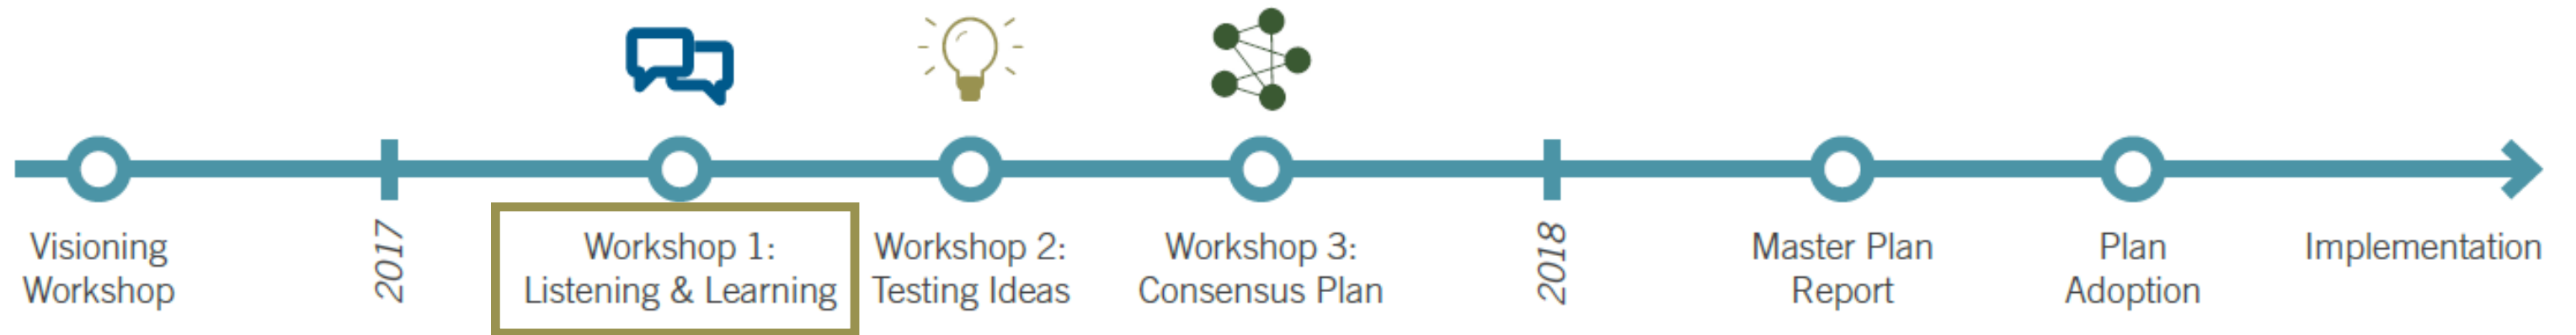 Visioning
Workshop
2017
Workshop 1:
Listening & Learning
Workshop 2:
Testing Ideas
Workshop 3:
Consensus Plan
2018
Master Plan
Report
Plan
Adoption
Implementation